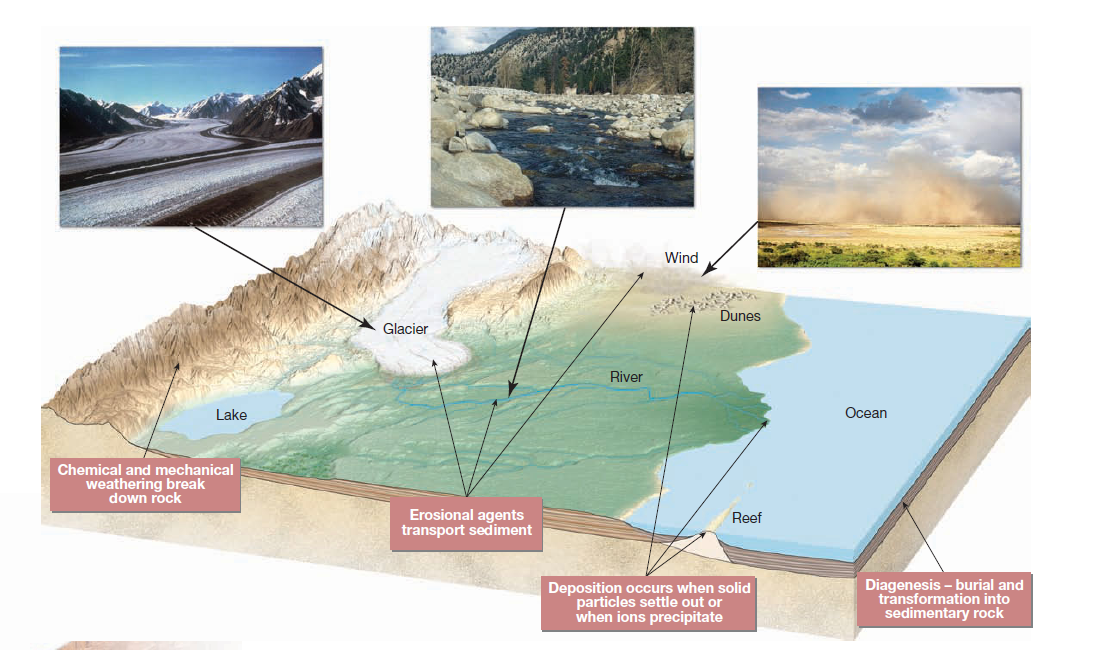 Wind
Dunes
Glacier
River
Lake
Ocean
Chemical and mechanical
weathering break
down rock
Erosional agents
transport sediment
Reef
Deposition occurs when solid
particles settle out or
when ions precipitate
Diagenesis – burial and
transformation into
sedimentary rock